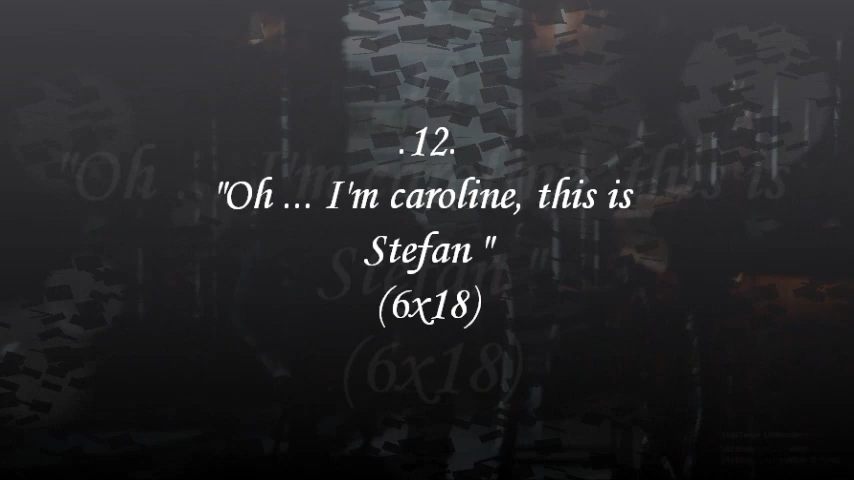 .12.
"Oh ... I'm caroline, this is
Stefan "
(6x18)